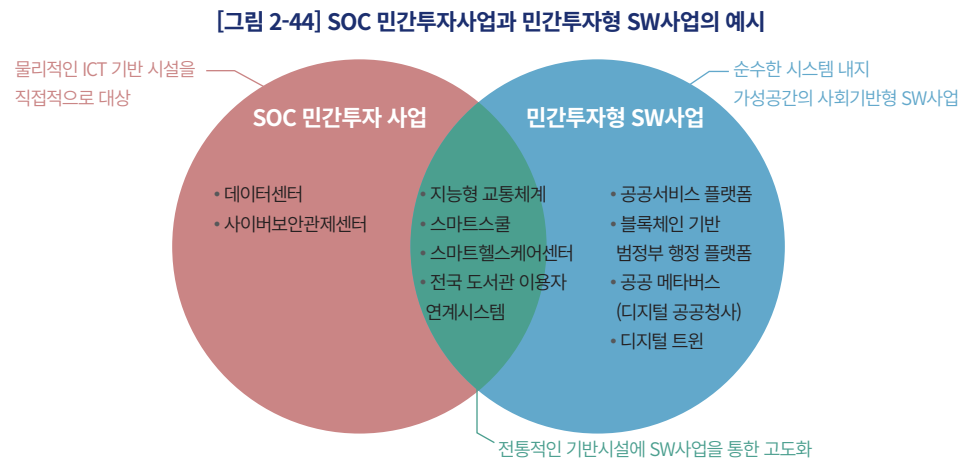 [그림 2-44] SOC 민간투자사업과 민간투자형 SW사업의 예시
물리적인 ICT 기반 시설을
직접적으로 대상
순수한 시스템 내지
가성공간의 사회기반형 SW사업
SOC 민간투자 사업
• 데이터센터
• 사이버보안관제센터
• 지능형 교통체계
• 스마트스쿨
• 스마트헬스케어센터
• 전국 도서관 이용자
연계시스템
민간투자형 SW사업
• 공공서비스 플랫폼
• 블록체인 기반
범정부 행정 플랫폼
• 공공 메타버스
(디지털 공공청사)
• 디지털 트윈
전통적인 기반시설에 SW사업을 통한 고도화